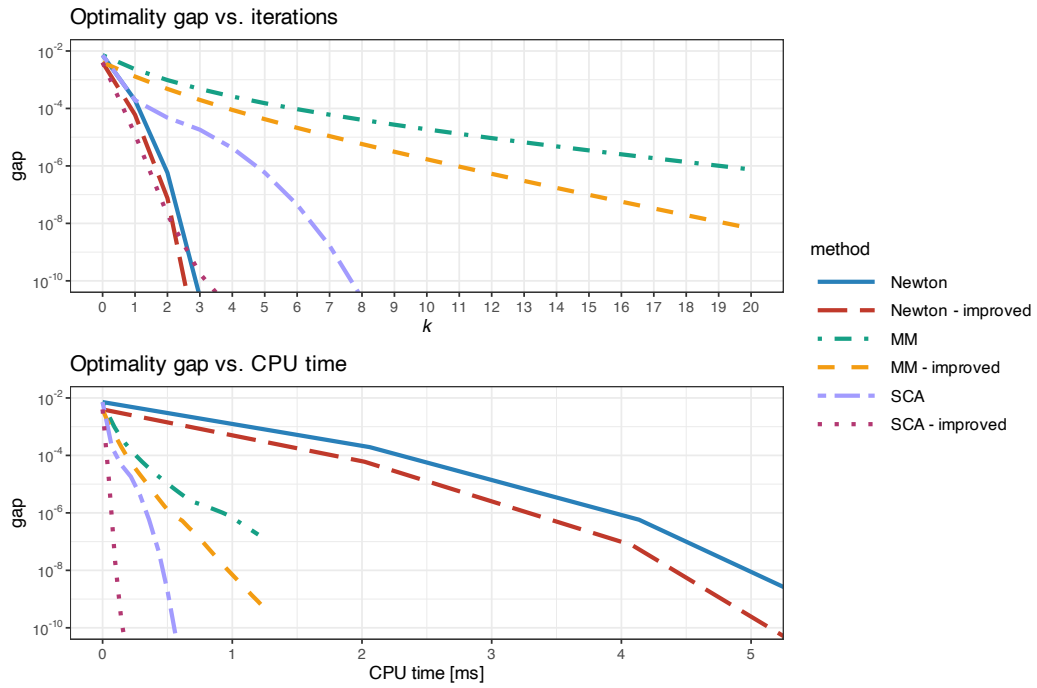 Optimality gap vs. iterations
gap
10-2
10-4
10-6
10-8
10-10
0 1 2 3 4 5 6 7 8 9 10 11 12 13 14 15 16 17 18 19 20
k
Optimality gap vs. CPU time
gap
10-2
10-4
10-6
10-8
10-10
0 1 2 3 4 5
CPU time [ms]
method
Newton
Newton - improved
MM
MM - improved
SCA
SCA - improved